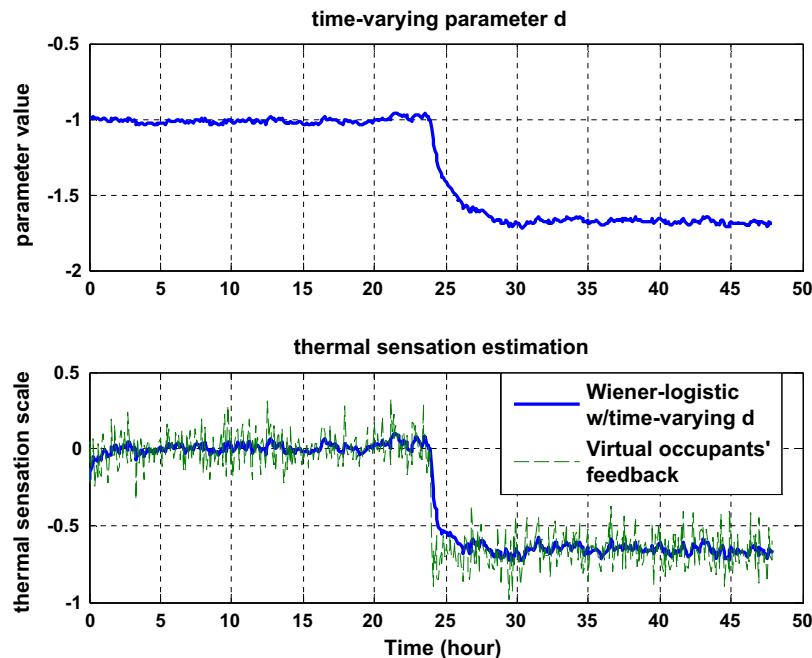 time-varying parameter d
parameter value
-0.5
-1
-1.5
-2
0 5 10 15 20 25 30 35 40 45 50
thermal sensation estimation
thermal sensation scale
0.5
0
-0.5
-1
Wiener-logistic
w/time-varying d
Virtual occupants'
feedback
0 5 10 15 20 25 30 35 40 45 50
Time (hour)